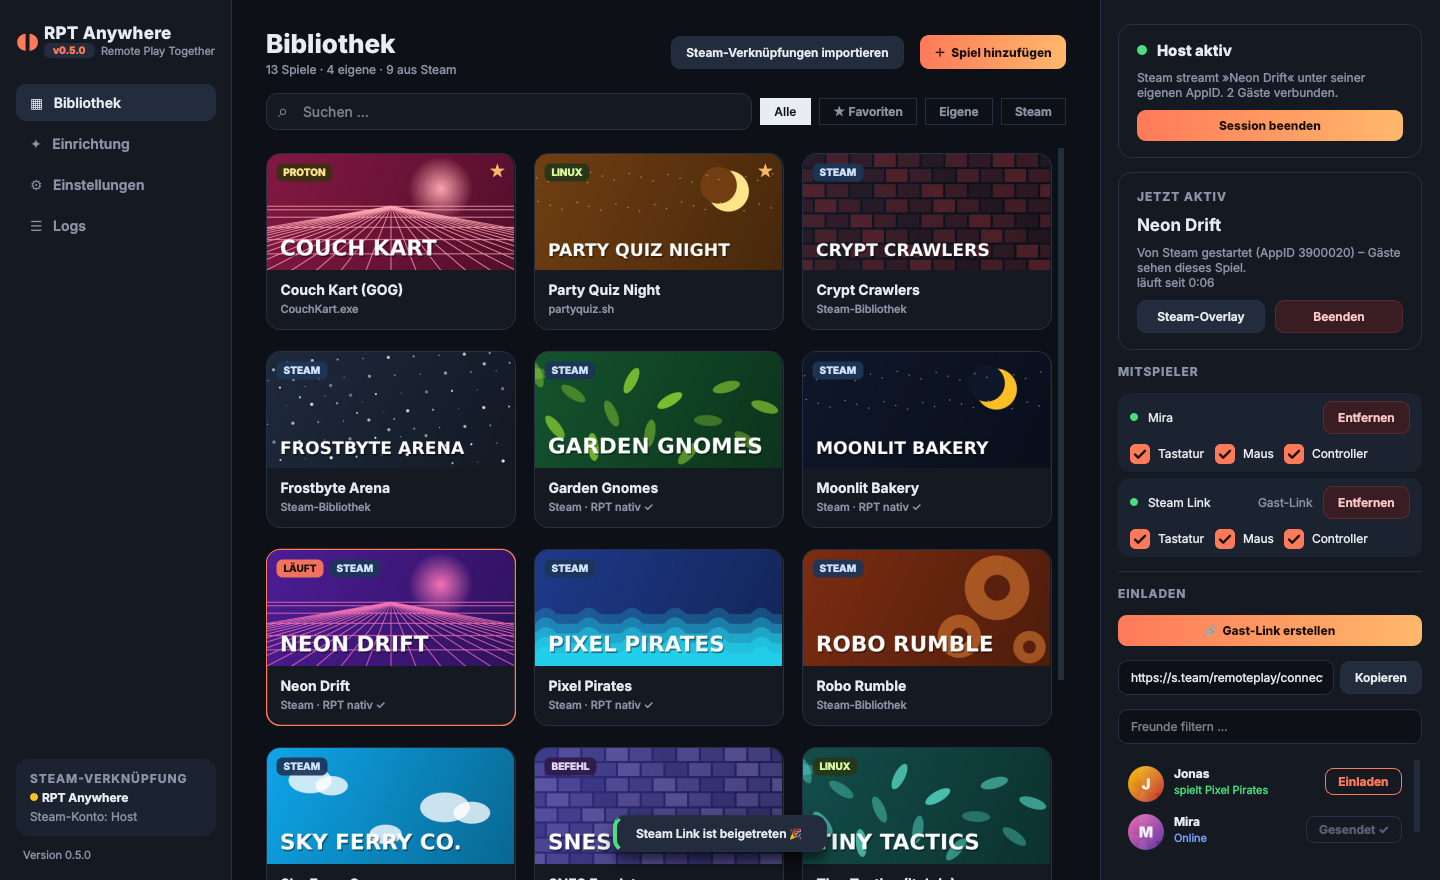 RPT Anywhere
v0.5.0 Remote Play Together
Bibliothek
Einrichtung
Einstellungen
Logs
STEAM-VERKNÜPFUNG
RPT Anywhere
Steam-Konto: Host
Version 0.5.0
Bibliothek
13 Spiele · 4 eigene · 9 aus Steam
Steam-Verknüpfungen importieren
+ Spiel hinzufügen
Suchen ...
Alle
★ Favoriten
Eigene
Steam
PROTON
COUCH KART
Couch Kart (GOG)
CouchKart.exe
LINUX
PARTY QUIZ NIGHT
Party Quiz Night
partyquiz.sh
STEAM
CRYPT CRAWLERS
Crypt Crawlers
Steam-Bibliothek
STEAM
FROSTBYTE ARENA
Frostbyte Arena
Steam-Bibliothek
STEAM
GARDEN GNOMES
Garden Gnomes
Steam · RPT nativ ✓
STEAM
MOONLIT BAKERY
Moonlit Bakery
Steam · RPT nativ ✓
LÄUFT STEAM
NEON DRIFT
Neon Drift
Steam · RPT nativ ✓
STEAM
PIXEL PIRATES
Pixel Pirates
Steam · RPT nativ ✓
STEAM
ROBO RUMBLE
Robo Rumble
Steam-Bibliothek
STEAM
SKY FERRY CO.
BEFEHL
SNES
LINUX
TINY TACTICS
Steam Link ist beigetreten 🎉
Host aktiv
Steam streamt »Neon Drift« unter seiner
eigenen AppID. 2 Gäste verbunden.
Session beenden
JETZT AKTIV
Neon Drift
Von Steam gestartet (AppID 3900020) – Gäste
sehen dieses Spiel.
läuft seit 0:06
Steam-Overlay
Beenden
MITSPIELER
Mira
Entfernen
Tastatur Maus Controller
Steam Link Gast-Link
Entfernen
Tastatur Maus Controller
EINLADEN
🔗 Gast-Link erstellen
https://s.team/remoteplay/connec
Kopieren
Freunde filtern ...
J
Jonas
spielt Pixel Pirates
Einladen
M
Mira
Online
Gesendet ✓